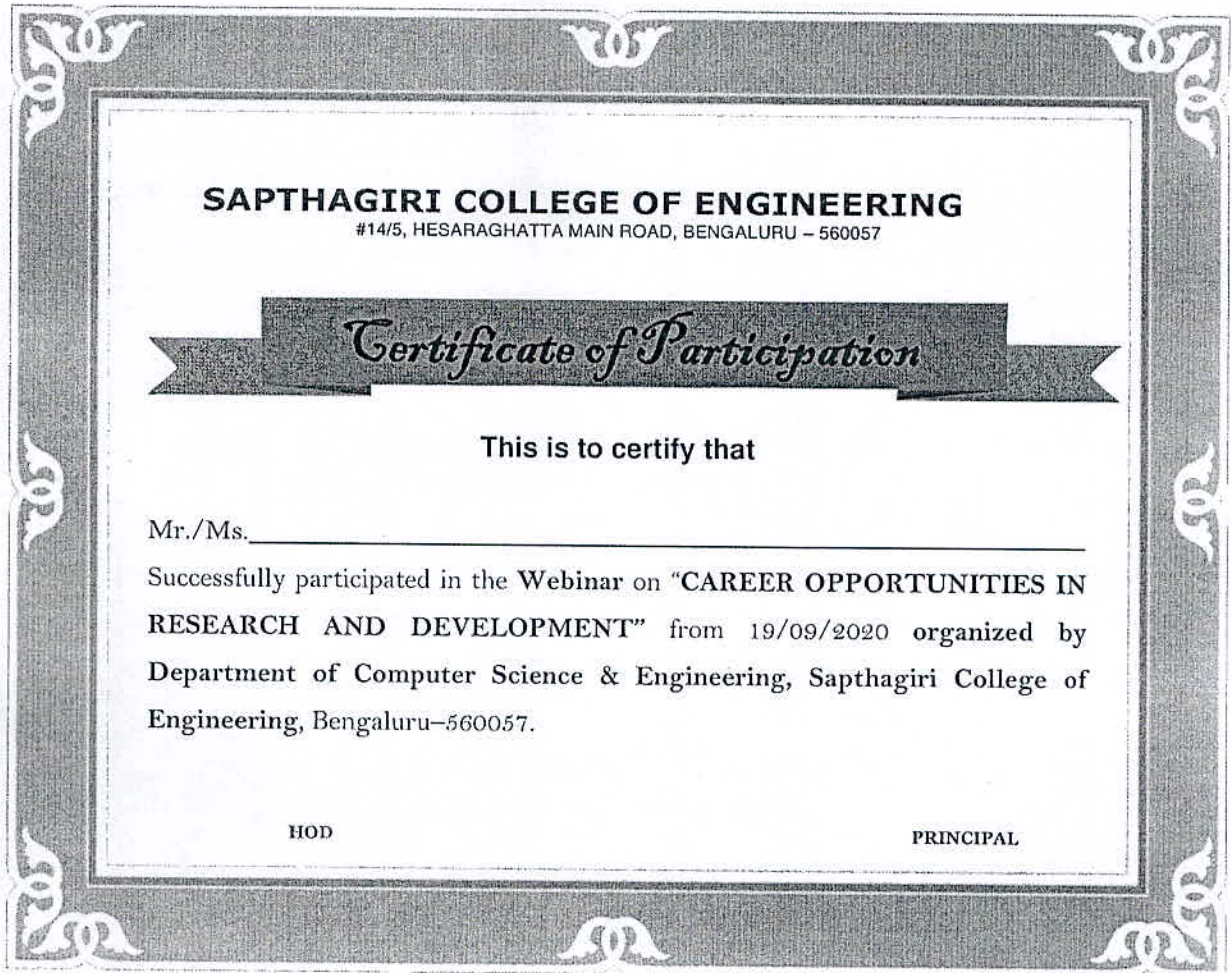 SAPTHAGIRI COLLEGE OF ENGINEERING
#14/5, HESARAGHATTA MAIN ROAD, BENGALURU – 560057
Certificate of Participation
This is to certify that
Mr./Ms.
Successfully participated in the Webinar on “CAREER OPPORTUNITIES IN
RESEARCH AND DEVELOPMENT” from 19/09/2020 organized by
Department of Computer Science & Engineering, Sapthagiri College of
Engineering, Bengaluru–560057.
HOD
PRINCIPAL